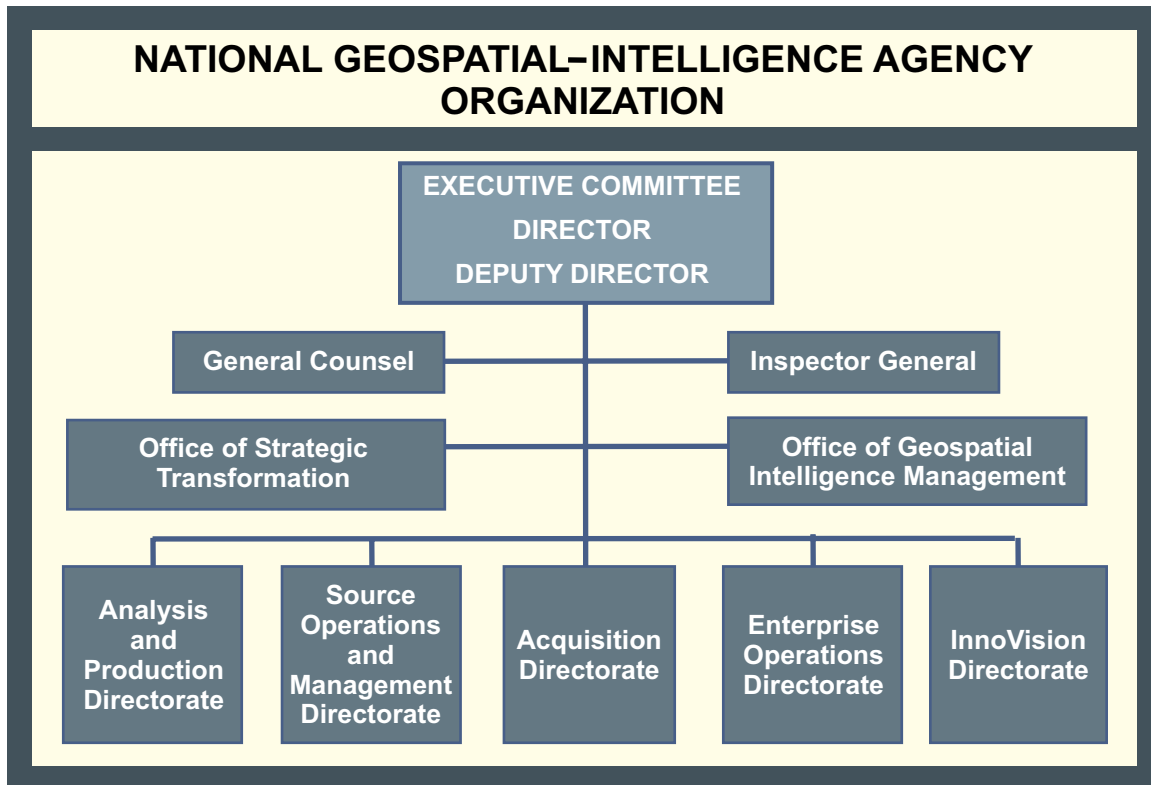 NATIONAL GEOSPATIAL–INTELLIGENCE AGENCY
ORGANIZATION
EXECUTIVE COMMITTEE
DIRECTOR
DEPUTY DIRECTOR
General Counsel
Inspector General
Office of Strategic
Transformation
Office of Geospatial
Intelligence Management
Analysis
and
Production
Directorate
Source
Operations
and
Management
Directorate
Acquisition
Directorate
Enterprise
Operations
Directorate
InnoVision
Directorate